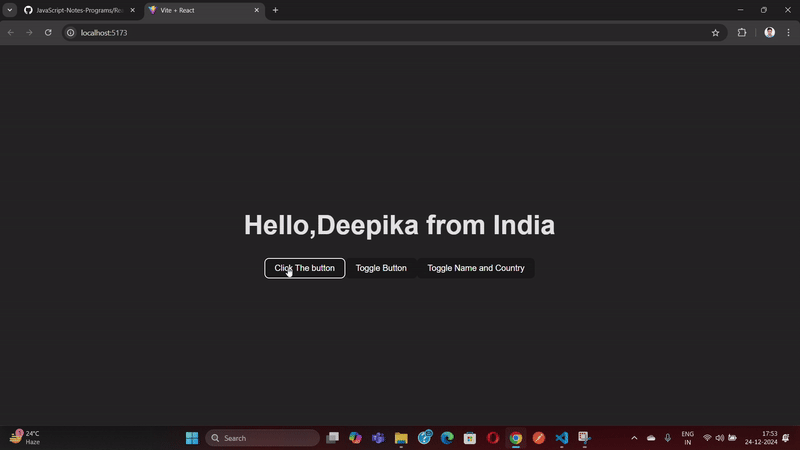 JavaScript-Notes-Programs/Re
Vite + React
localhost:5173
Hello,Deepika from India
Click The button
Toggle Button
Toggle Name and Country
24°C
Haze
Search
ENG
IN
17:53
24-12-2024